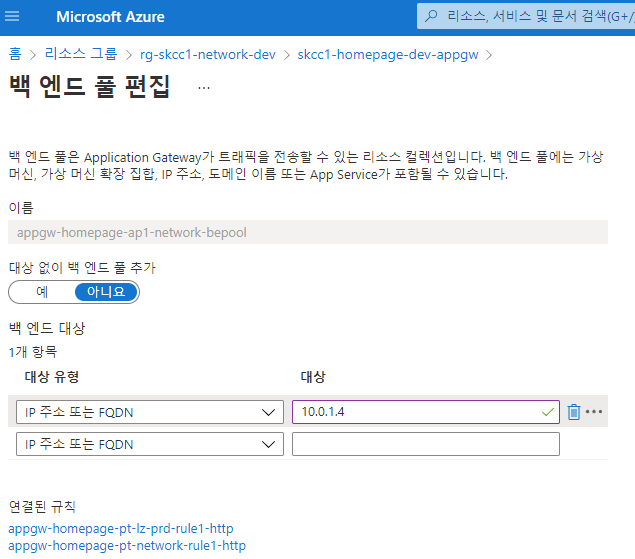 Microsoft Azure
리소스, 서비스 및 문서 검색(G+/)
홈 > 리소스 그룹 > rg-skcc1-network-dev > skcc1-homepage-dev-appgw >
백 엔드 풀 편집 ...
백 엔드 풀은 Application Gateway가 트래픽을 전송할 수 있는 리소스 컬렉션입니다. 백 엔드 풀에는 가상
머신, 가상 머신 확장 집합, IP 주소, 도메인 이름 또는 App Service가 포함될 수 있습니다.
이름
appgw-homepage-ap1-network-bepool
대상 없이 백 엔드 풀 추가
예 아니요
백 엔드 대상
1개 항목
대상 유형 대상
IP 주소 또는 FQDN 10.0.1.4
IP 주소 또는 FQDN
연결된 규칙
appgw-homepage-pt-lz-prd-rule1-http
appgw-homepage-pt-network-rule1-http